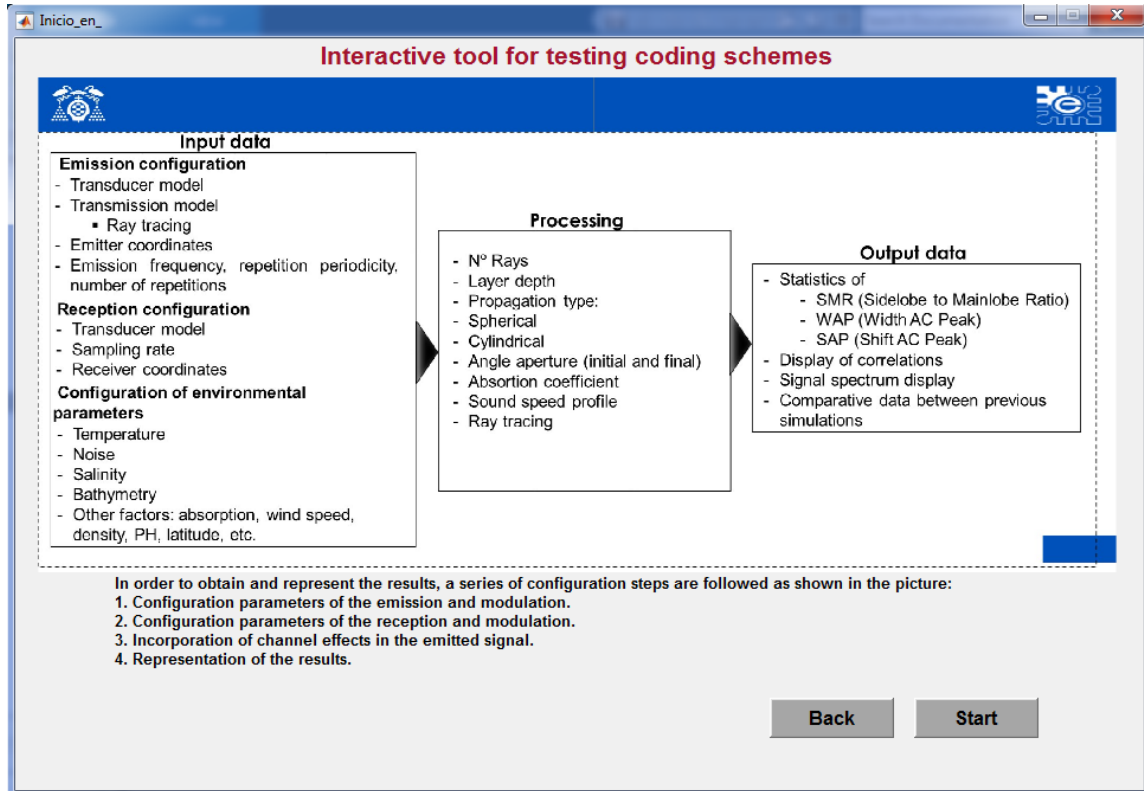 Inicio_en_
Interactive tool for testing coding schemes
Input data
Emission configuration
- Transducer model
- Transmission model
▪ Ray tracing
- Emitter coordinates
- Emission frequency, repetition periodicity,
number of repetitions
Reception configuration
- Transducer model
- Sampling rate
- Receiver coordinates
Configuration of environmental
parameters
- Temperature
- Noise
- Salinity
- Bathymetry
- Other factors: absorption, wind speed,
density, PH, latitude, etc.
Processing
- Nº Rays
- Layer depth
- Propagation type:
- Spherical
- Cylindrical
- Angle aperture (initial and final)
- Absortion coefficient
- Sound speed profile
- Ray tracing
Output data
- Statistics of
- SMR (Sidelobe to Mainlobe Ratio)
- WAP (Width AC Peak)
- SAP (Shift AC Peak)
- Display of correlations
- Signal spectrum display
- Comparative data between previous
simulations
In order to obtain and represent the results, a series of configuration steps are followed as shown in the picture:
1. Configuration parameters of the emission and modulation.
2. Configuration parameters of the reception and modulation.
3. Incorporation of channel effects in the emitted signal.
4. Representation of the results.
Back
Start